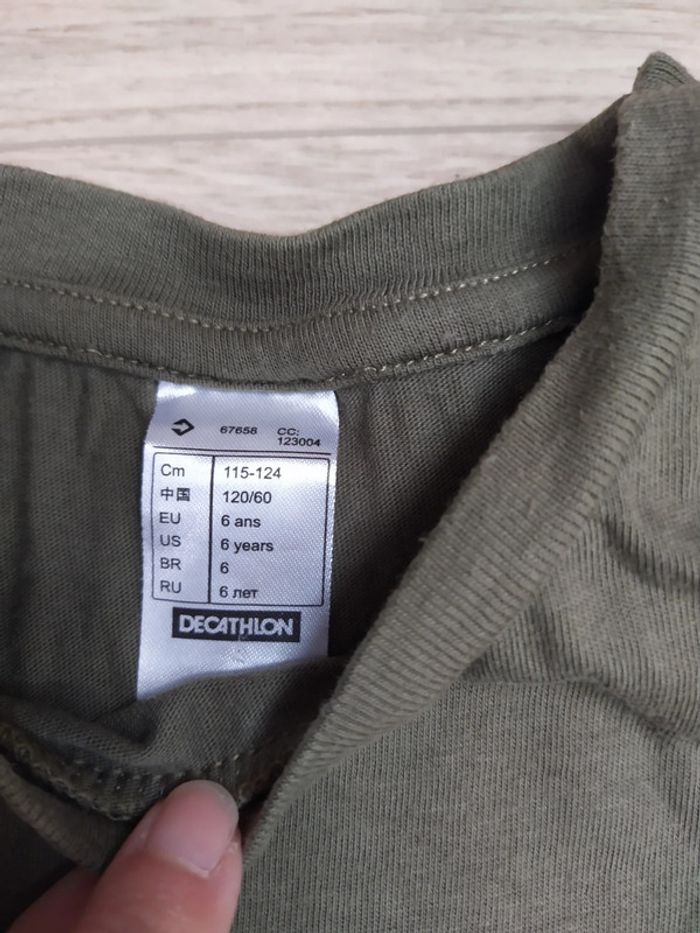 67658 CC:
123004
Cm 115-124
中国 120/60
EU 6 ans
US 6 years
BR 6
RU 6 лет
DECATHLON